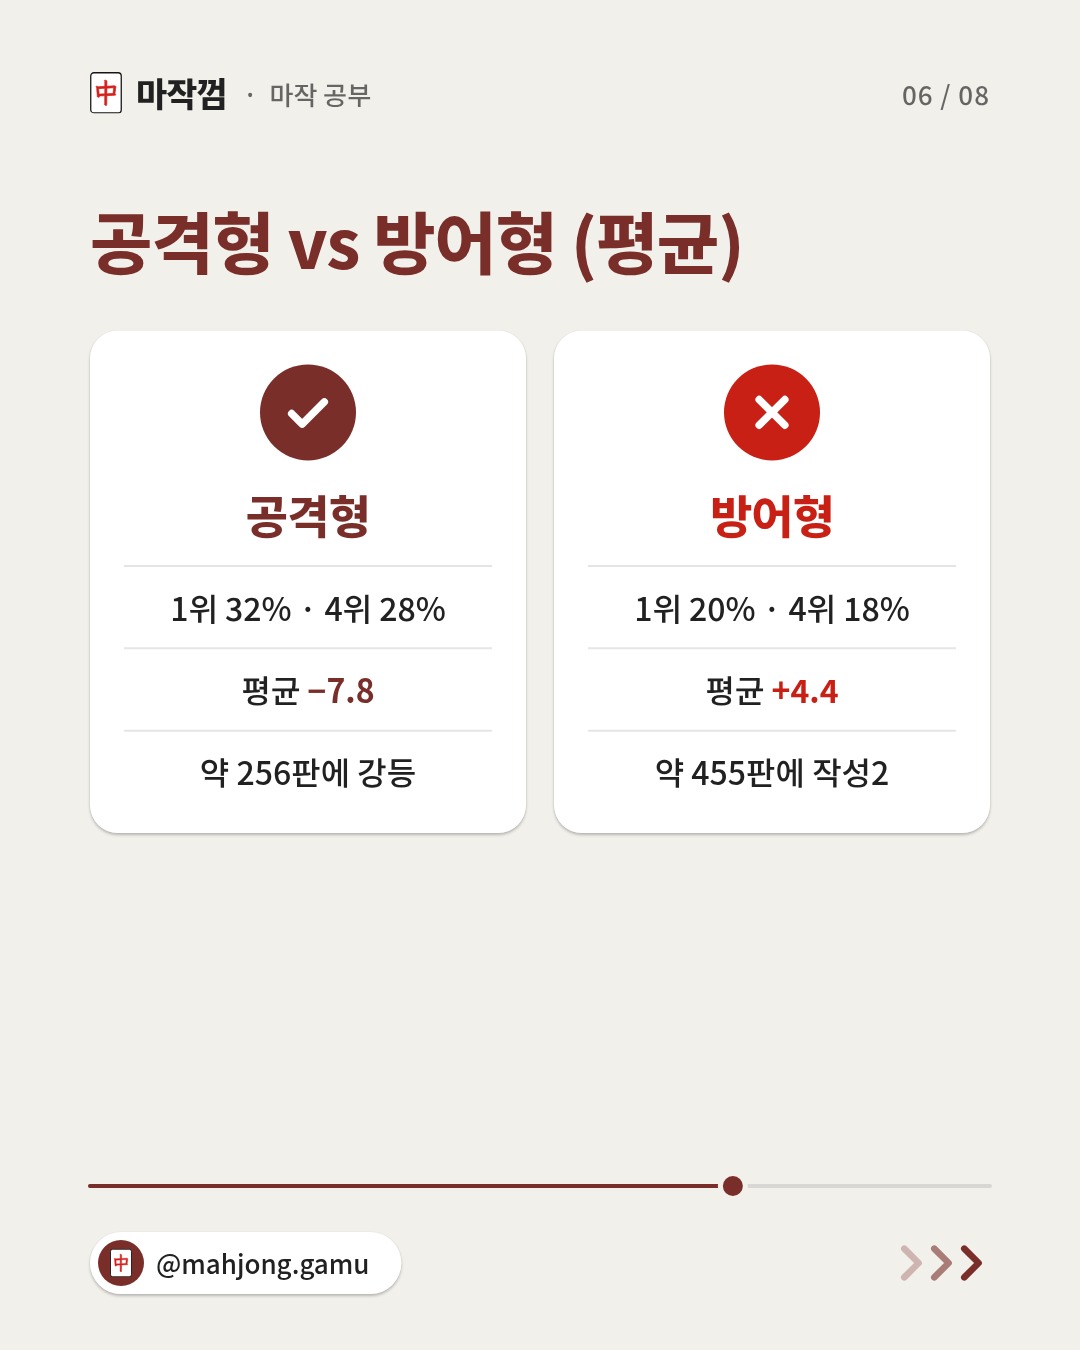 中 마작껌 · 마작 공부
06 / 08
공격형 vs 방어형 (평균)
공격형
1위 32% · 4위 28%
평균 –7.8
약 256판에 강등
방어형
1위 20% · 4위 18%
평균 +4.4
약 455판에 작성2
中 @mahjong.gamu